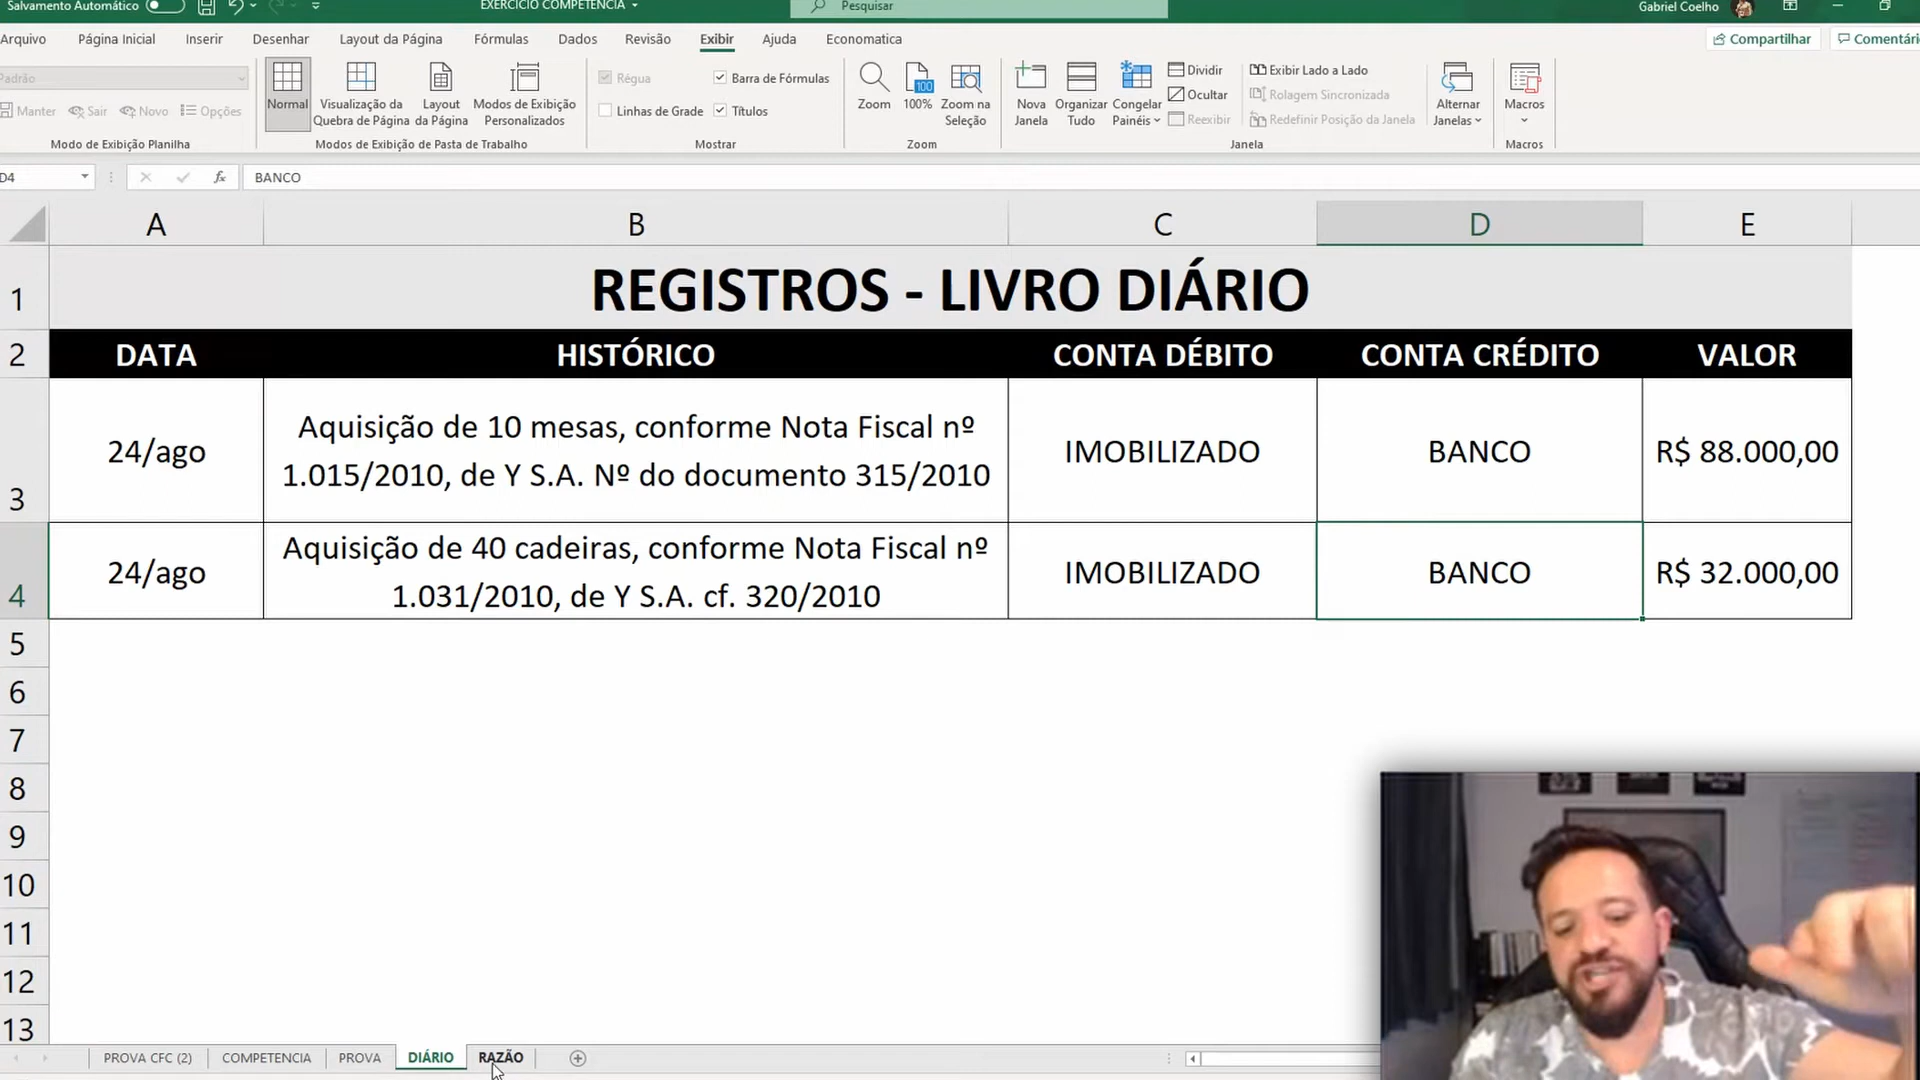 Salvamento Automático
EXERCÍCIO COMPETENCIA
Pesquisar
Gabriel Coelho
Arquivo
Página Inicial
Inserir
Desenhar
Layout da Página
Fórmulas
Dados
Revisão
Exibir
Ajuda
Economatica
Compartilhar
Comentári
Padrão
Manter
Sair
Novo
Opções
Modo de Exibição Planilha
Normal
Visualização da
Quebra de Página
Layout
da Página
Modos de Exibição
Personalizados
Modos de Exibição de Pasta de Trabalho
Régua
Barra de Fórmulas
Linhas de Grade
Títulos
Mostrar
Zoom
100
100%
Zoom na
Seleção
Zoom
Nova
Janela
Organizar
Tudo
Congelar
Painéis
Dividir
Ocultar
Reexibir
Exibir Lado a Lado
Rolagem Sincronizada
Redefinir Posição da Janela
Alternar
Janelas
Janela
Macros
Macros
D4
fx
BANCO
A B C D E
1 REGISTROS - LIVRO DIÁRIO
2 DATA HISTÓRICO CONTA DÉBITO CONTA CRÉDITO VALOR
3 24/ago
Aquisição de 10 mesas, conforme Nota Fiscal nº
1.015/2010, de Y S.A. Nº do documento 315/2010
IMOBILIZADO BANCO R$ 88.000,00
4 24/ago
Aquisição de 40 cadeiras, conforme Nota Fiscal nº
1.031/2010, de Y S.A. cf. 320/2010
IMOBILIZADO BANCO R$ 32.000,00
5
6
7
8
9
10
11
12
13
PROVA CFC (2)
COMPETENCIA
PROVA
DIÁRIO
RAZÃO